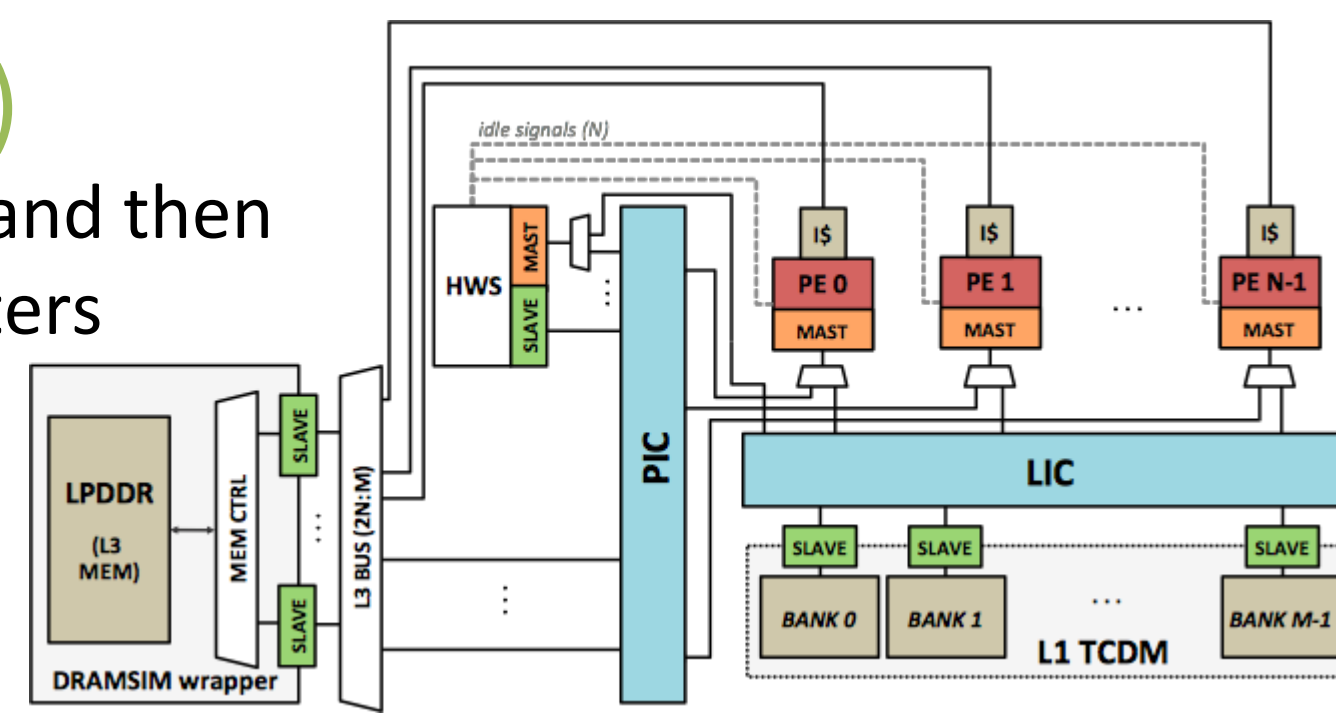 and then
ters
idle signals (N)
HWS
MAST
SLAVE
PIC
I$
PE 0
MAST
I$
PE 1
MAST
...
I$
PE N-1
MAST
LPDDR
(L3
MEM)
MEM CTRL
SLAVE
...
SLAVE
DRAMSIM wrapper
L3 BUS (2N:M)
...
...
LIC
SLAVE
SLAVE
SLAVE
BANK 0
BANK 1
...
BANK M-1
L1 TCDM